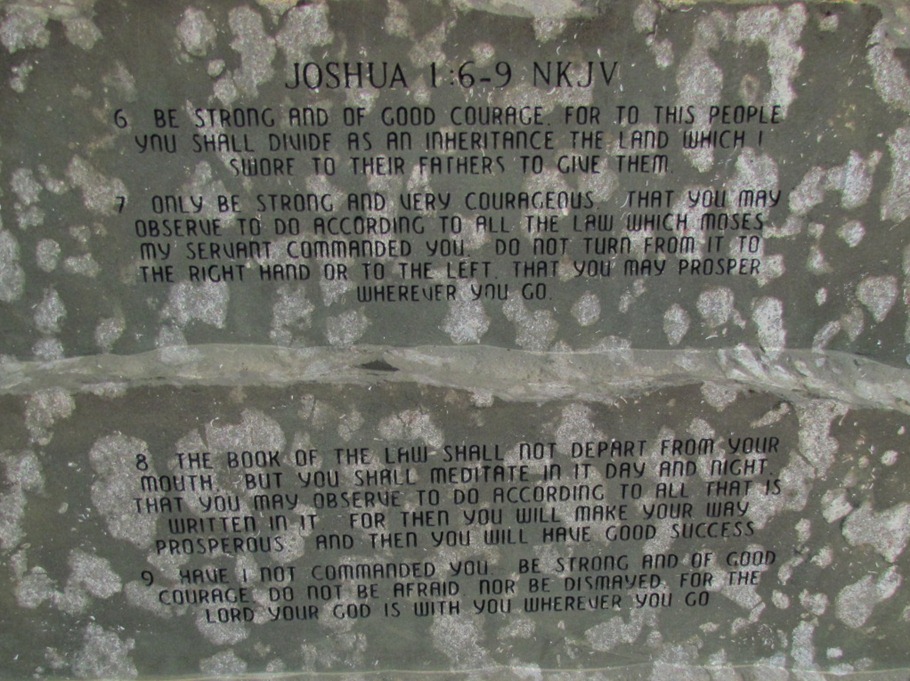 JOSHUA 1:6-9 NKJV
6 BE STRONG AND OF GOOD COURAGE. FOR TO THIS PEOPLE
YOU SHALL DIVIDE AS AN INHERITANCE THE LAND WHICH I
SWORE TO THEIR FATHERS TO GIVE THEM.
7 ONLY BE STRONG AND VERY COURAGEOUS. THAT YOU MAY
OBSERVE TO DO ACCORDING TO ALL THE LAW WHICH MOSES
MY SERVANT COMMANDED YOU. DO NOT TURN FROM IT TO
THE RIGHT HAND OR TO THE LEFT, THAT YOU MAY PROSPER
WHEREVER YOU GO.
8 THE BOOK OF THE LAW SHALL NOT DEPART FROM YOUR
MOUTH, BUT YOU SHALL MEDITATE IN IT DAY AND NIGHT.
THAT YOU MAY OBSERVE TO DO ACCORDING TO ALL THAT IS
WRITTEN IN IT. FOR THEN YOU WILL MAKE YOUR WAY
PROSPEROUS. AND THEN YOU WILL HAVE GOOD SUCCESS
9 HAVE I NOT COMMANDED YOU. BE STRONG AND OF GOOD
COURAGE. DO NOT BE AFRAID. NOR BE DISMAYED. FOR THE
LORD YOUR GOD IS WITH YOU WHEREVER YOU GO